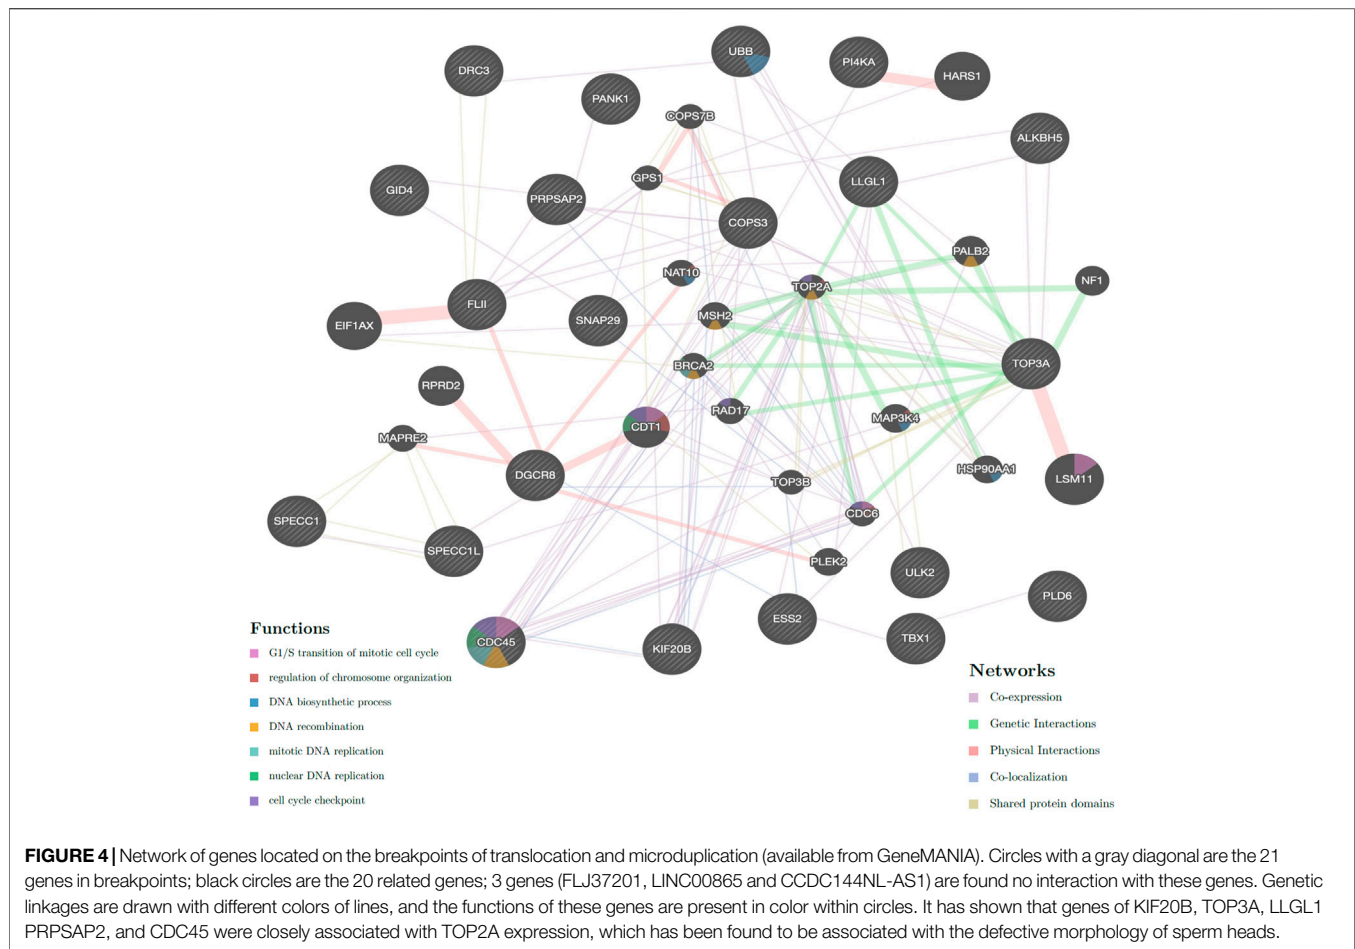 UBB
PI4KA
DRC3
HARS1
PANK1
COPS7B
ALKBH5
GPS1
LLGL1
GID4
PRPSAP2
COPS3
PALB2
NAT10
NF1
TOP2A
FLII
MSH2
SNAP29
EIF1AX
TOP3A
BRCA2
RPRD2
RAD17
MAP3K4
CDT1
MAPRE2
HSP90AA1
DGCR8
LSM11
TOP3B
CDC6
SPECC1
SPECC1L
PLEK2
ULK2
PLD6
ESS2
TBX1
CDC45
KIF20B
Functions
G1/S transition of mitotic cell cycle
regulation of chromosome organization
DNA biosynthetic process
DNA recombination
mitotic DNA replication
nuclear DNA replication
cell cycle checkpoint
Networks
Co-expression
Genetic Interactions
Physical Interactions
Co-localization
Shared protein domains
FIGURE 4 | Network of genes located on the breakpoints of translocation and microduplication (available from GeneMANIA). Circles with a gray diagonal are the 21
genes in breakpoints; black circles are the 20 related genes; 3 genes (FLJ37201, LINC00865 and CCDC144NL-AS1) are found no interaction with these genes. Genetic
linkages are drawn with different colors of lines, and the functions of these genes are present in color within circles. It has shown that genes of KIF20B, TOP3A, LLGL1
PRPSAP2, and CDC45 were closely associated with TOP2A expression, which has been found to be associated with the defective morphology of sperm heads.